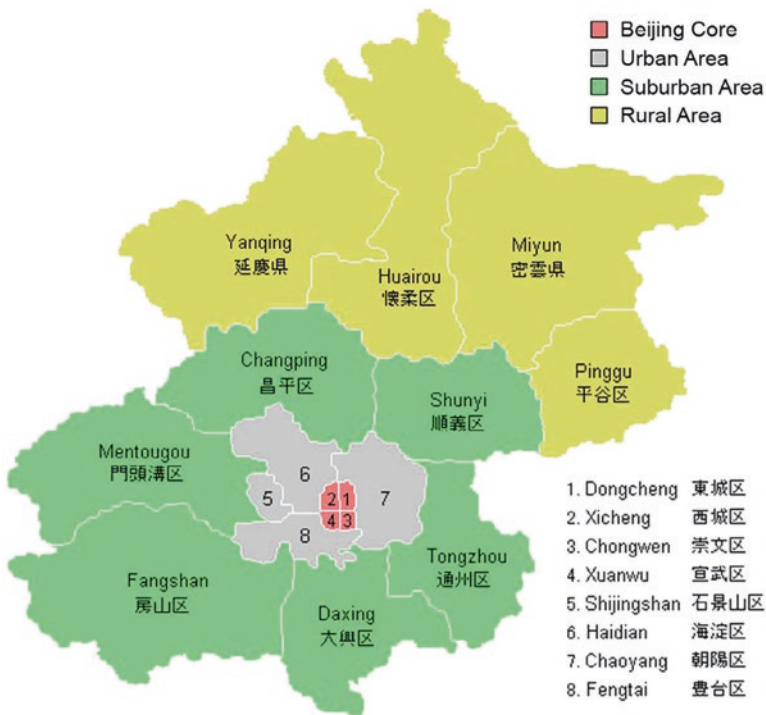 Beijing Core
Urban Area
Suburban Area
Rural Area
Yanqing
延慶県
Huairou
懐柔区
Miyun
密雲県
Changping
昌平区
Shunyi
順義区
Pinggu
平谷区
Mentougou
門頭溝区
6
5
2
1
7
4
3
8
Fangshan
房山区
Daxing
大興区
Tongzhou
通州区
1. Dongcheng 東城区
2. Xicheng 西城区
3. Chongwen 崇文区
4. Xuanwu 宣武区
5. Shijingshan 石景山区
6. Haidian 海淀区
7. Chaoyang 朝陽区
8. Fengtai 豊台区